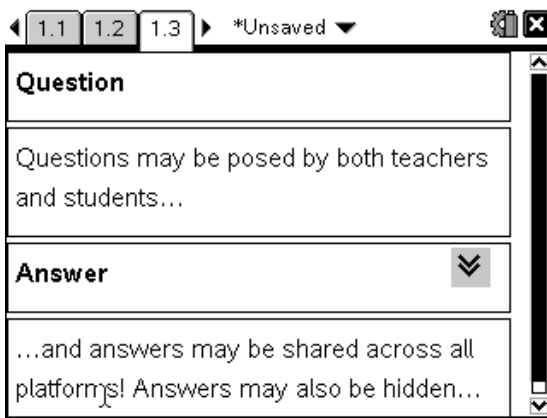 1.1 1.2 1.3 *Unsaved
Question
Questions may be posed by both teachers
and students...
Answer
...and answers may be shared across all
platforms! Answers may also be hidden...